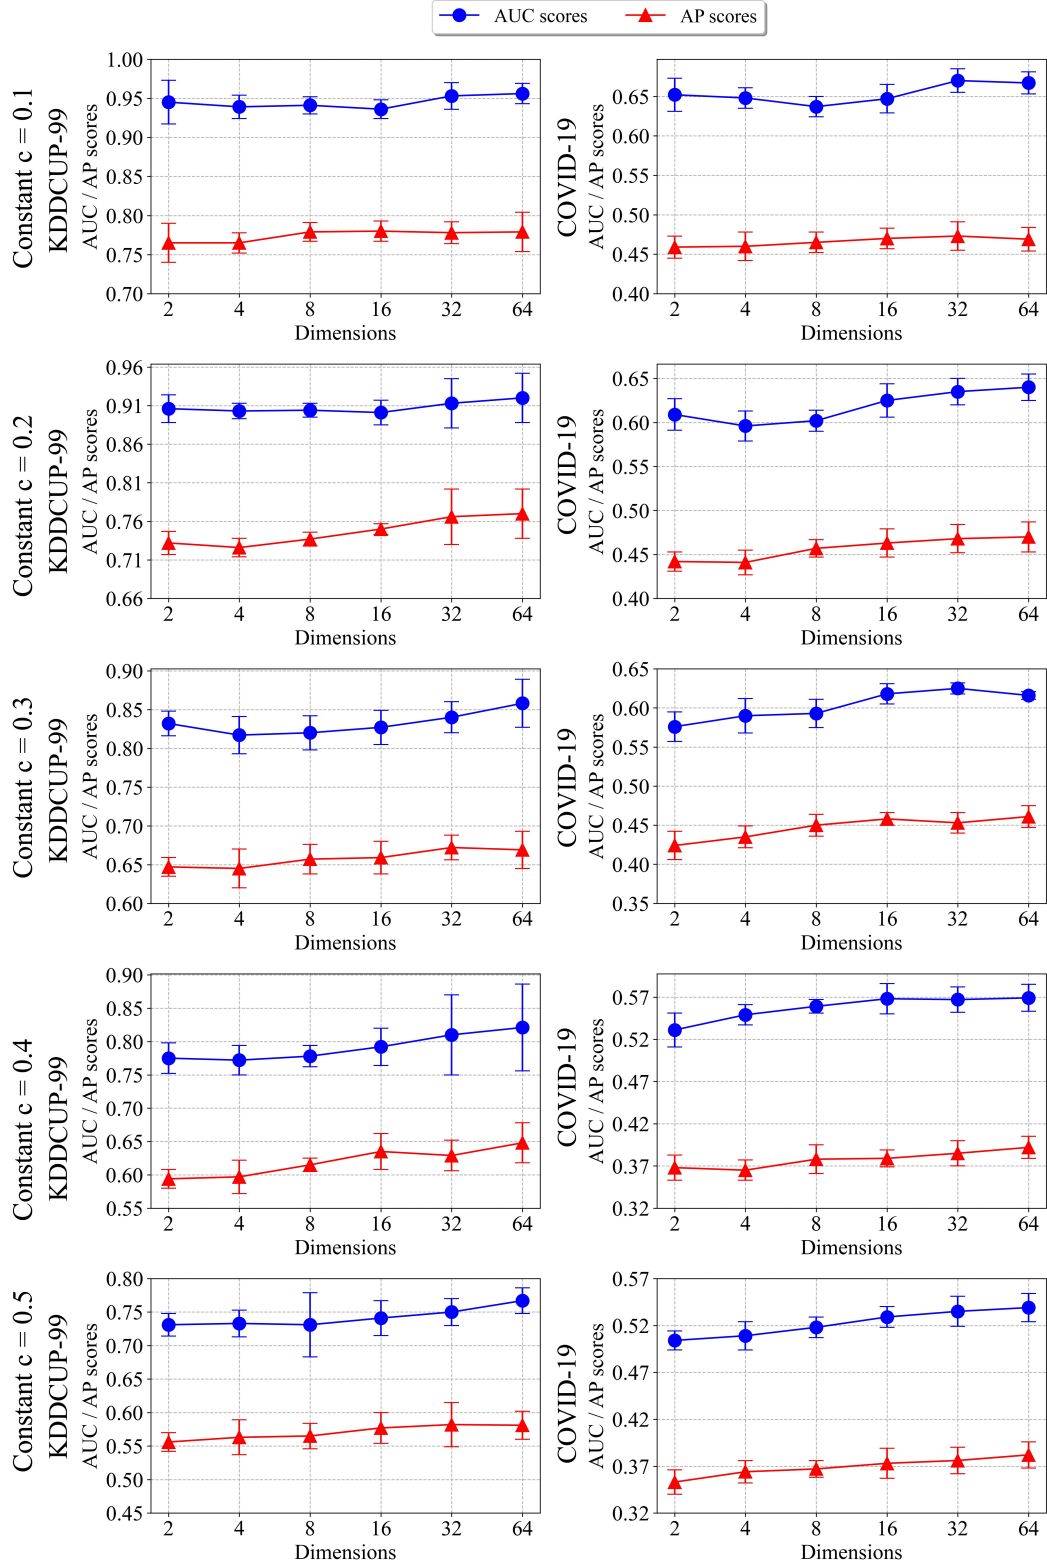 AUC scores AP scores
Constant c = 0.1
KDDCUP-99
AUC / AP scores
1.00
0.95
0.90
0.85
0.80
0.75
0.70
2 4 8 16 32 64
Dimensions
COVID-19
AUC / AP scores
0.65
0.60
0.55
0.50
0.45
0.40
2 4 8 16 32 64
Dimensions
Constant c = 0.2
KDDCUP-99
AUC / AP scores
0.96
0.91
0.86
0.81
0.76
0.71
0.66
2 4 8 16 32 64
Dimensions
COVID-19
AUC / AP scores
0.65
0.60
0.55
0.50
0.45
0.40
2 4 8 16 32 64
Dimensions
Constant c = 0.3
KDDCUP-99
AUC / AP scores
0.90
0.85
0.80
0.75
0.70
0.65
0.60
2 4 8 16 32 64
Dimensions
COVID-19
AUC / AP scores
0.65
0.60
0.55
0.50
0.45
0.40
0.35
2 4 8 16 32 64
Dimensions
Constant c = 0.4
KDDCUP-99
AUC / AP scores
0.90
0.85
0.80
0.75
0.70
0.65
0.60
0.55
2 4 8 16 32 64
Dimensions
COVID-19
AUC / AP scores
0.57
0.52
0.47
0.42
0.37
0.32
2 4 8 16 32 64
Dimensions
Constant c = 0.5
KDDCUP-99
AUC / AP scores
0.80
0.75
0.70
0.65
0.60
0.55
0.50
0.45
2 4 8 16 32 64
Dimensions
COVID-19
AUC / AP scores
0.57
0.52
0.47
0.42
0.37
0.32
2 4 8 16 32 64
Dimensions